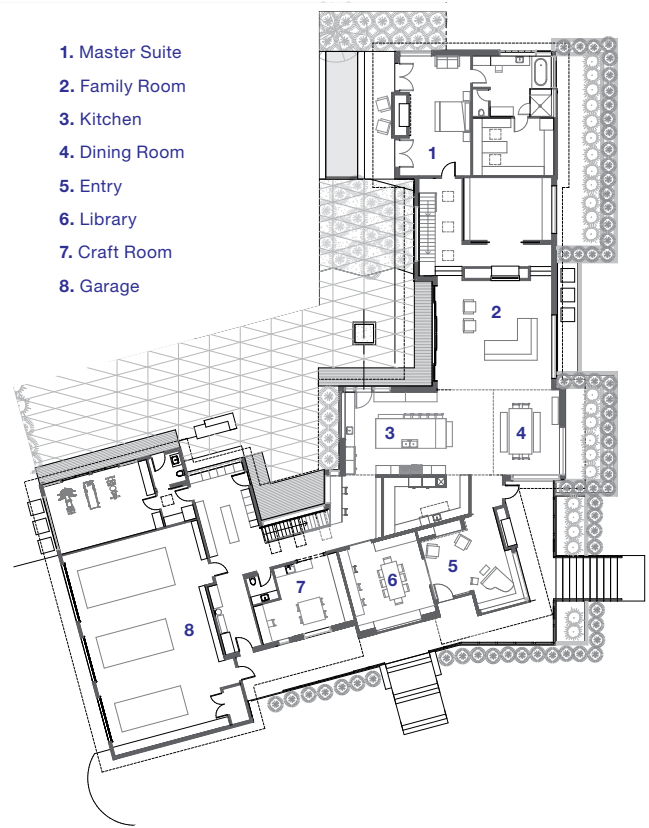 1. Master Suite
2. Family Room
3. Kitchen
4. Dining Room
5. Entry
6. Library
7. Craft Room
8. Garage
1
2
3
4
5
6
7
8